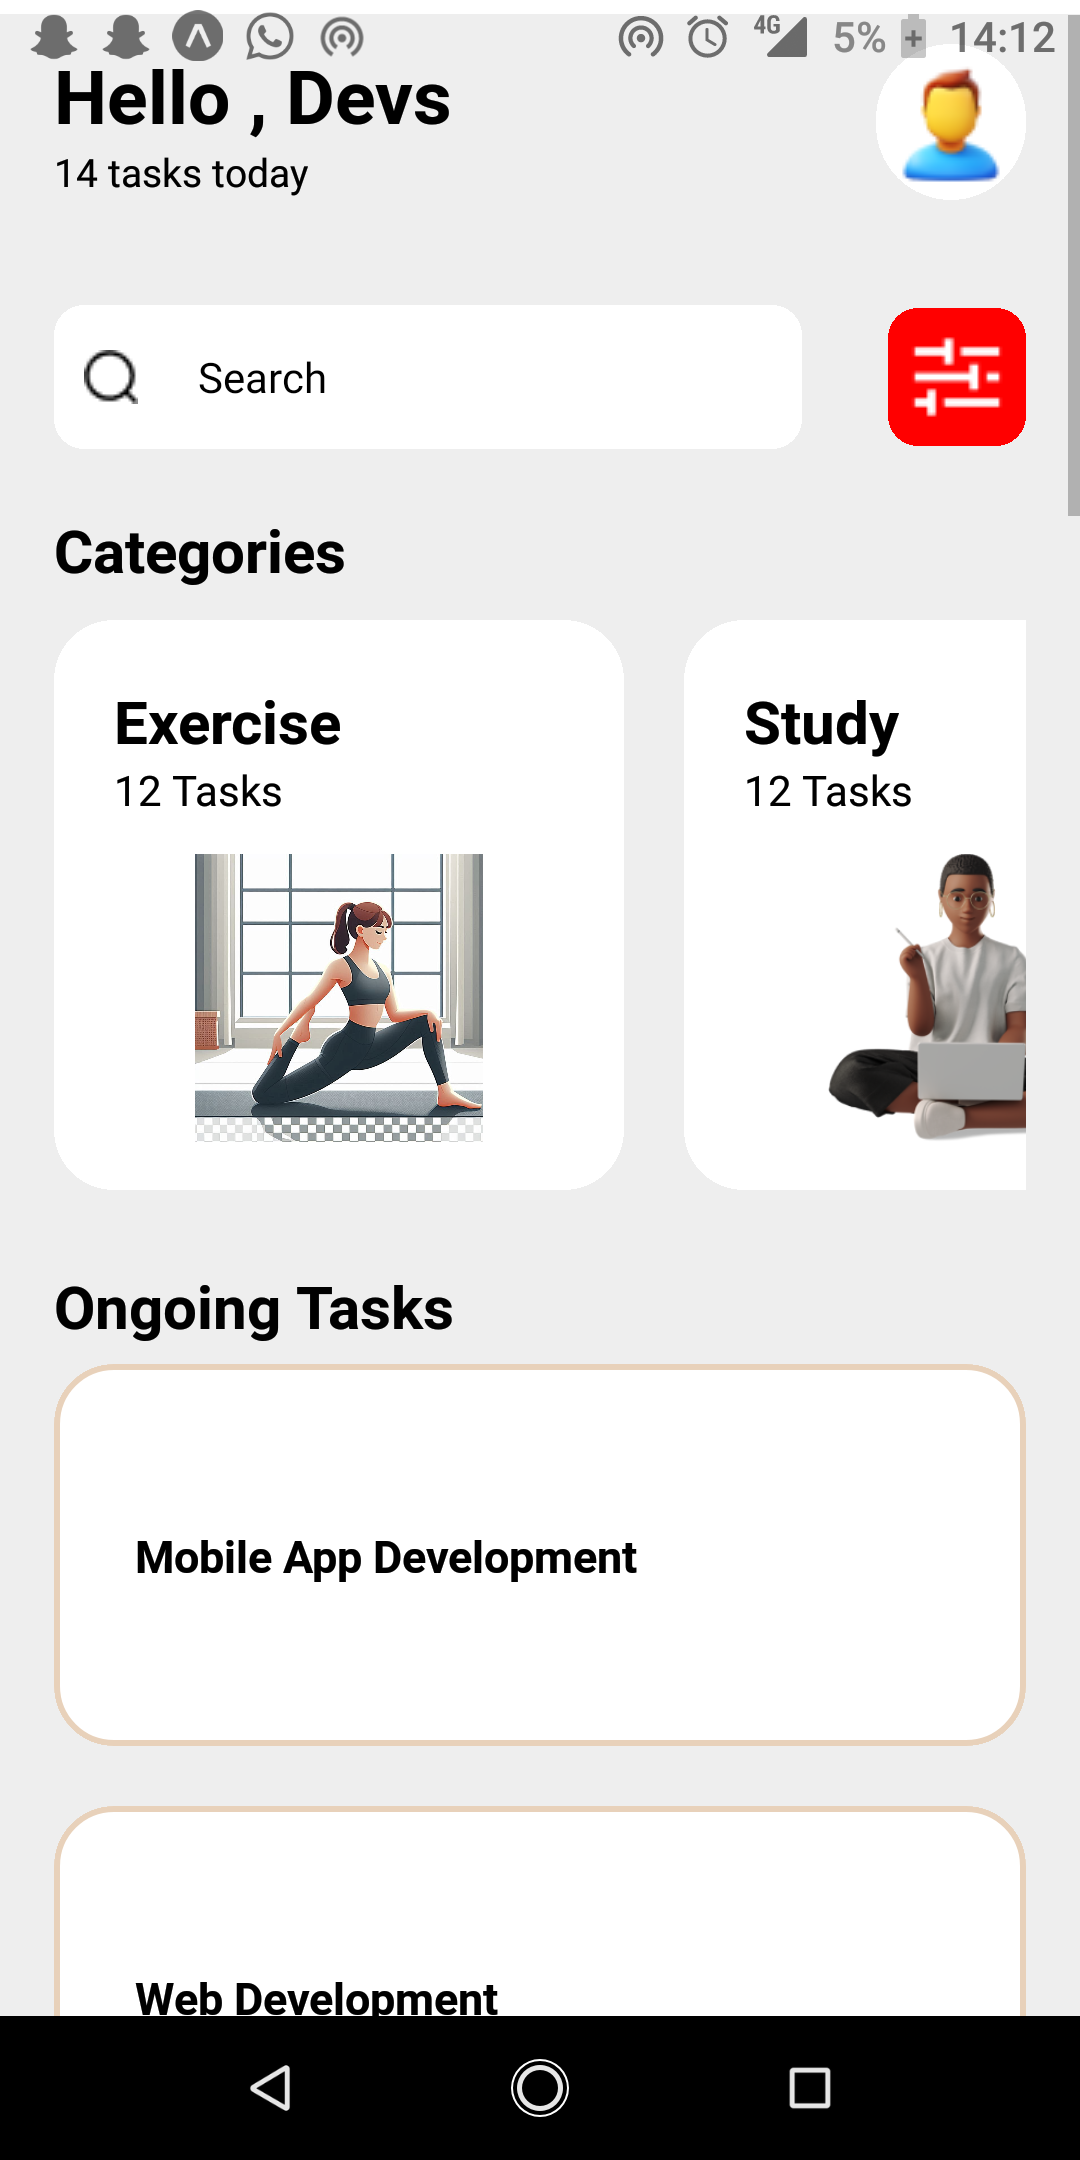 4G 5% 14:12
Hello , Devs
14 tasks today
Search
Categories
Exercise
12 Tasks
Study
12 Tasks
Ongoing Tasks
Mobile App Development
Web Development